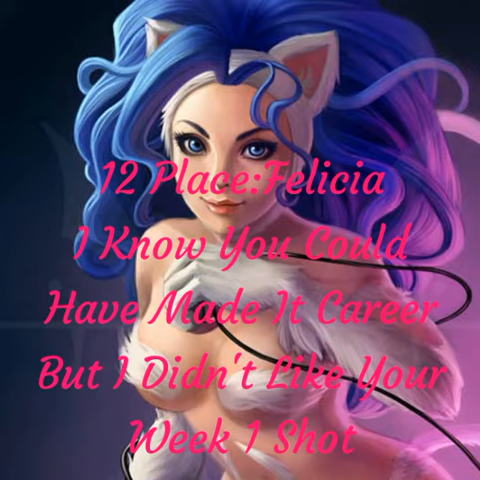 12 Place:Felicia
I Know You Could
Have Made It Career
But I Didn't Like Your
Week 1 Shot